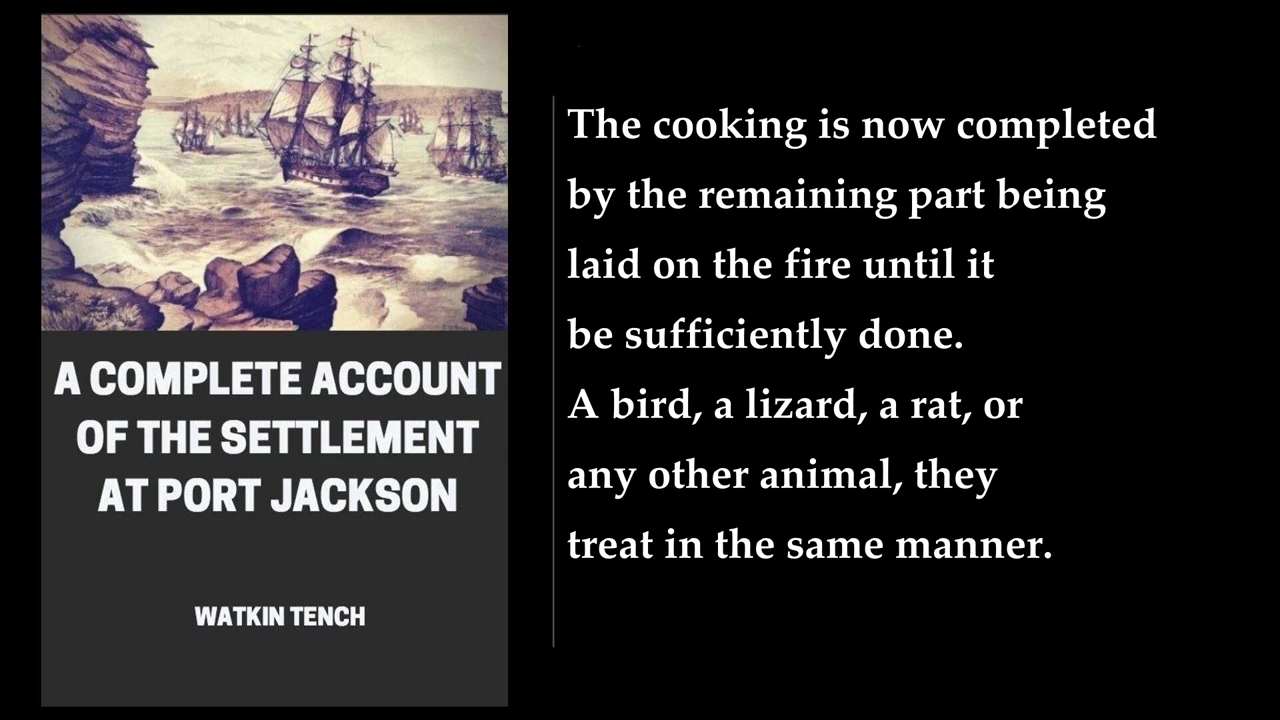 A COMPLETE ACCOUNT
OF THE SETTLEMENT
AT PORT JACKSON
WATKIN TENCH
The cooking is now completed
by the remaining part being
laid on the fire until it
be sufficiently done.
A bird, a lizard, a rat, or
any other animal, they
treat in the same manner.